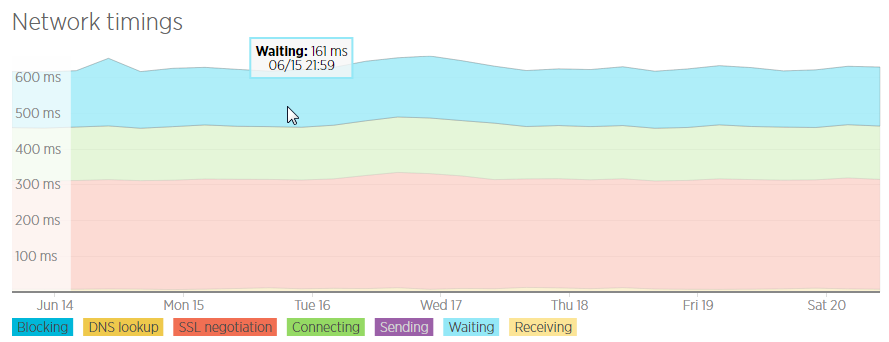 Network timings
Waiting: 161 ms
06/15 21:59
600 ms
500 ms
400 ms
300 ms
200 ms
100 ms
Jun 14 Mon 15 Tue 16 Wed 17 Thu 18 Fri 19 Sat 20
Blocking DNS lookup SSL negotiation Connecting Sending Waiting Receiving